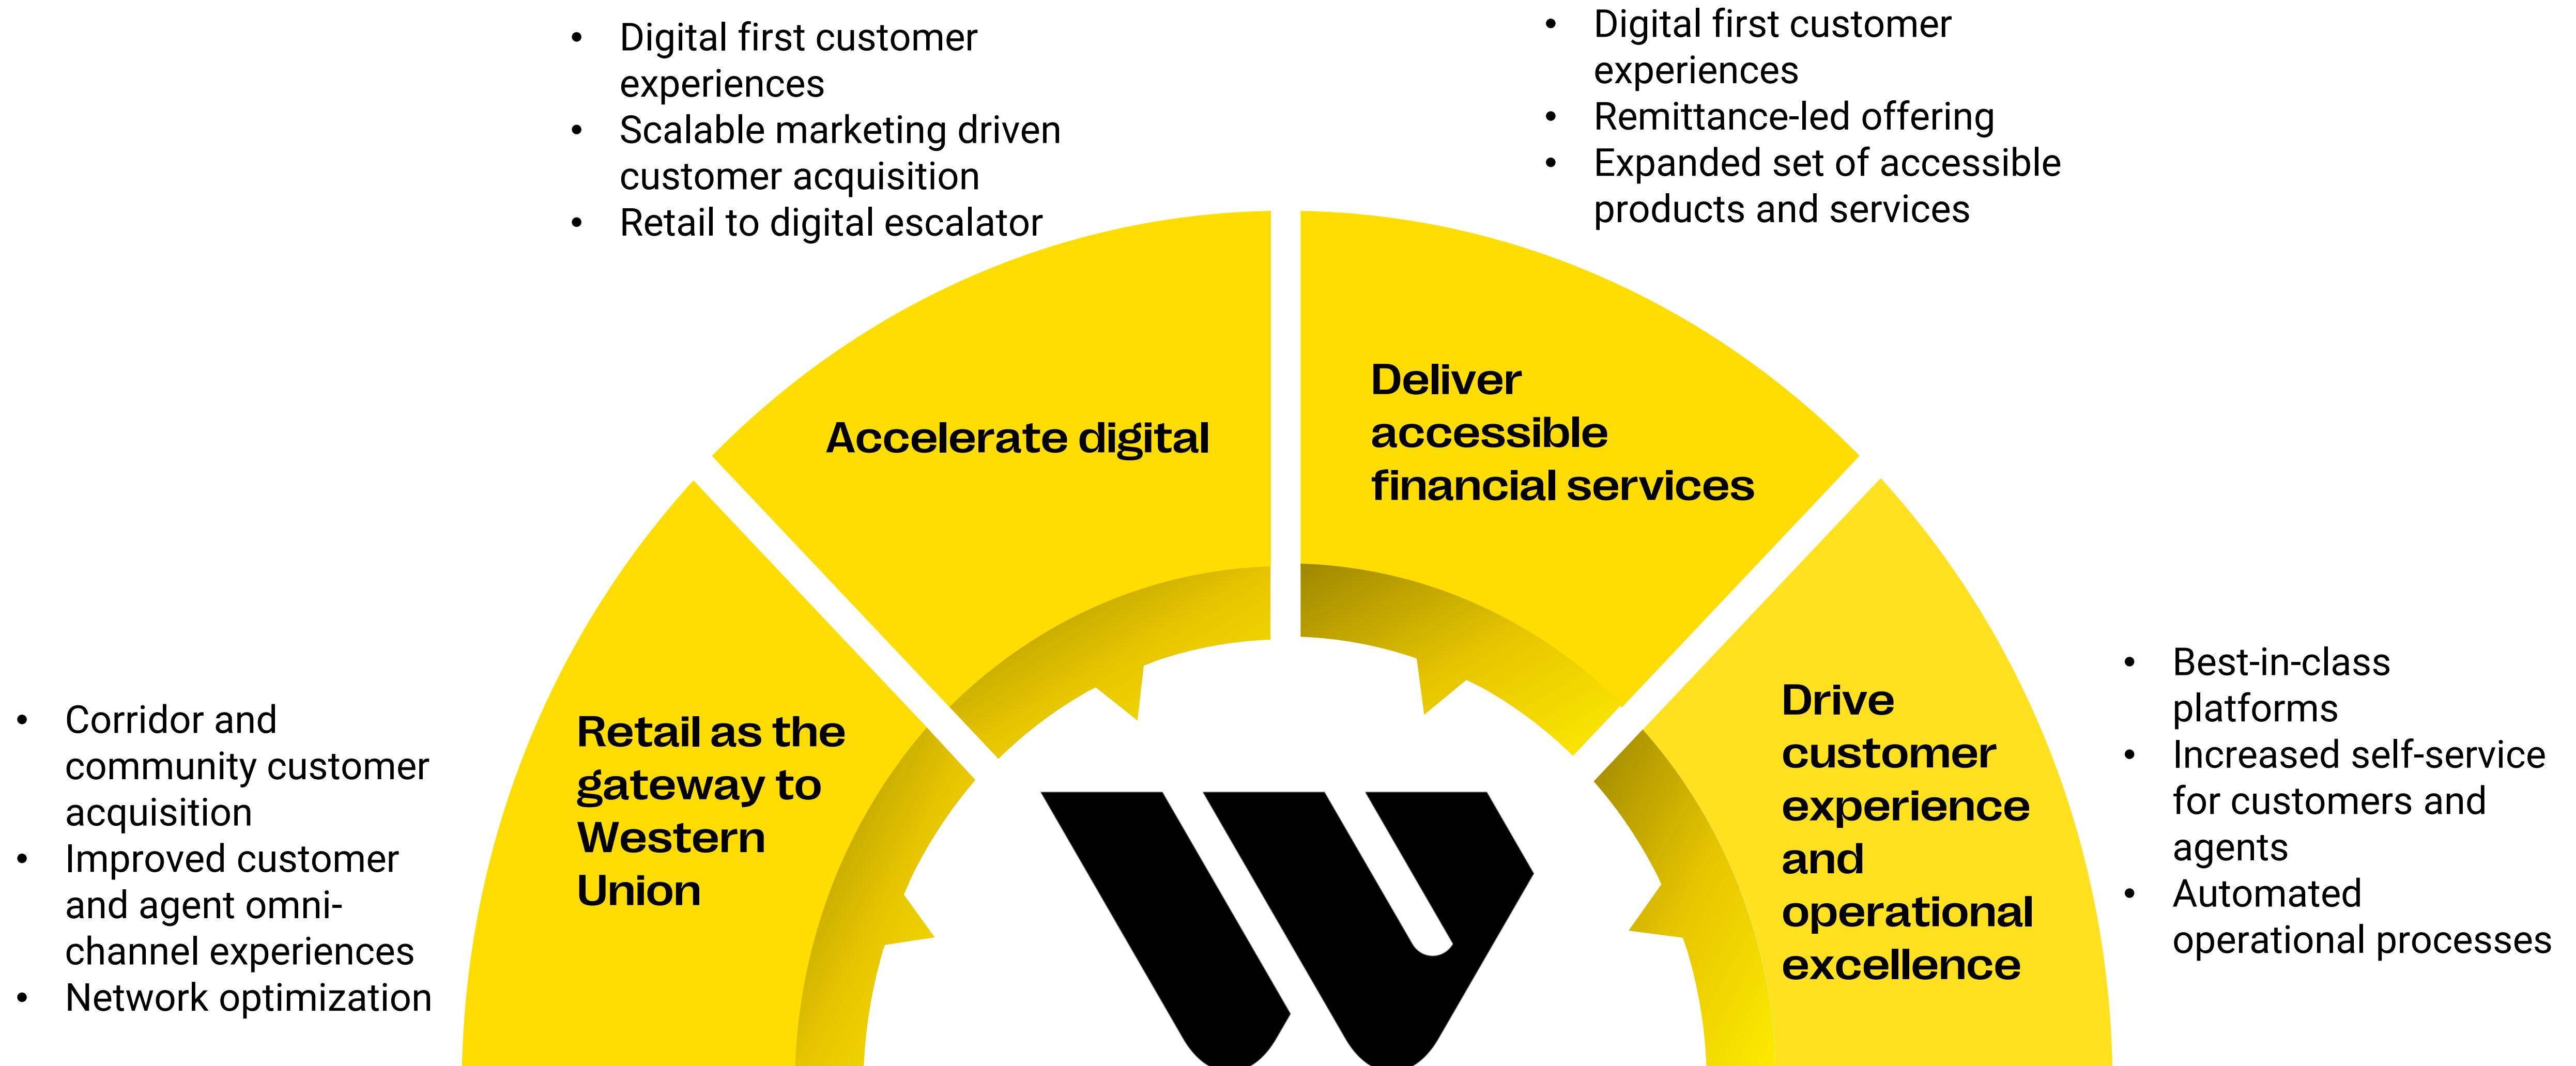 • Digital first customer
experiences
• Scalable marketing driven
customer acquisition
• Retail to digital escalator
• Digital first customer
experiences
• Remittance-led offering
• Expanded set of accessible
products and services
Accelerate digital
Deliver
accessible
financial services
• Corridor and
community customer
acquisition
• Improved customer
and agent omni-
channel experiences
• Network optimization
Retail as the
gateway to
Western
Union
Drive
customer
experience
and
operational
excellence
• Best-in-class
platforms
• Increased self-service
for customers and
agents
• Automated
operational processes